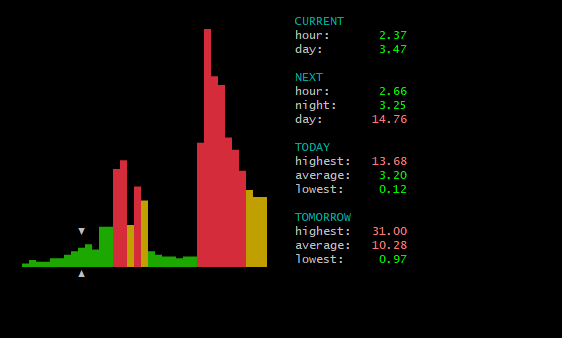 CURRENT
hour: 2.37
day: 3.47
NEXT
hour: 2.66
night: 3.25
day: 14.76
TODAY
highest: 13.68
average: 3.20
lowest: 0.12
TOMORROW
highest: 31.00
average: 10.28
lowest: 0.97